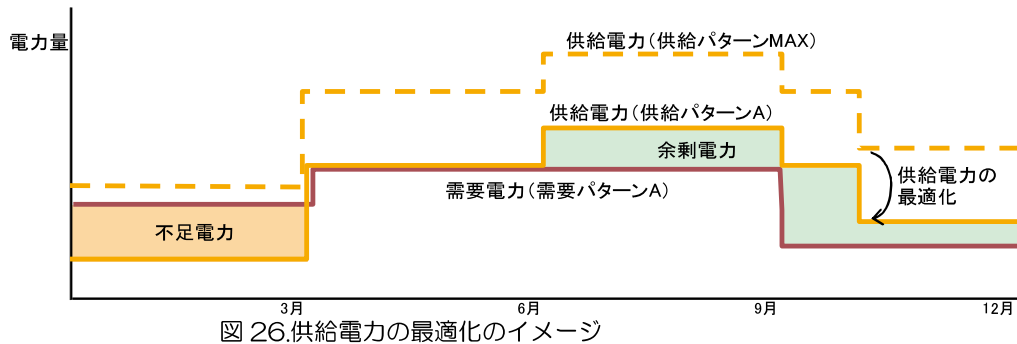 電力量
供給電力（供給パターンMAX）
供給電力（供給パターンA）
余剰電力
需要電力（需要パターンA）
供給電力の
最適化
不足電力
3月
6月
9月
12月
図 26.供給電力の最適化のイメージ